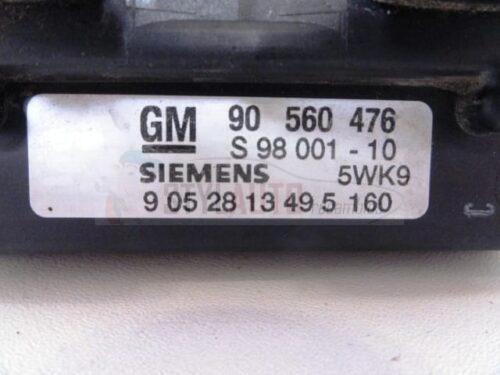 GM 90 560 476
S 98 001 - 10
SIEMENS 5WK9
9 05 28 13 49 5 160